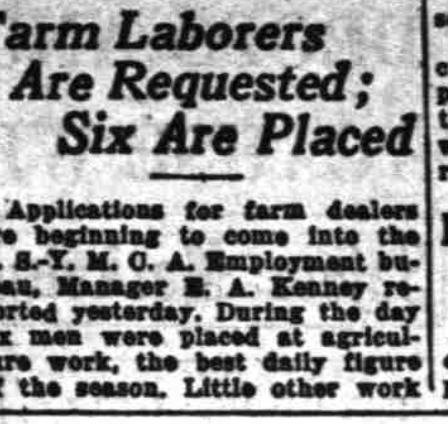 Farm Laborers
Are Requested;
Six Are Placed
Applications for farm dealers
beginning to come into the
S.-Y. M. C. A. Employment bu-
Manager E. A. Kenney re-
yesterday. During the day
men were placed at agricul-
work, the best daily figure
the season. Little other work